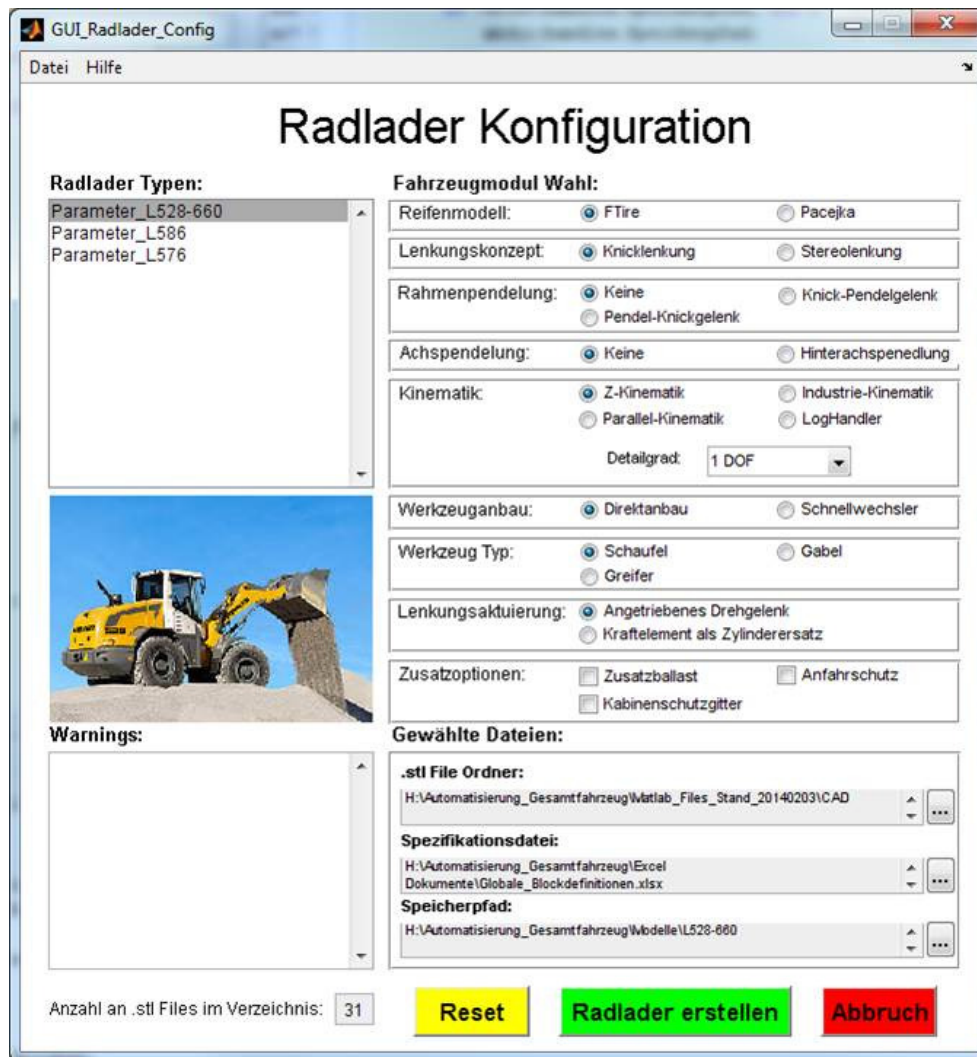 GUI_Radlader_Config
Datei Hilfe
Radlader Konfiguration
Radlader Typen:
Parameter_L528-660
Parameter_L586
Parameter_L576
Fahrzeugmodul Wahl:
Reifenmodell: FTire Pacejka
Lenkungskonzept: Knicklenkung Stereolenkung
Rahmenpendelung: Keine Knick-Pendelgelenk
Pendel-Knickgelenk
Achspendelung: Keine Hinterachspenedlung
Kinematik: Z-Kinematik Industrie-Kinematik
Parallel-Kinematik LogHandler
Detailgrad: 1 DOF
Werkzeuganbau: Direktanbau Schnellwechsler
Werkzeug Typ: Schaufel Gabel
Greifer
Lenkungsaktuierung: Angetriebenes Drehgelenk
Kraftelement als Zylinderersatz
Zusatzoptionen: Zusatzballast Anfahrschutz
Kabinenschutzgitter
Warnings:
Gewählte Dateien:
.stl File Ordner:
H:\Automatisierung_Gesamtfahrzeug\Matlab_Files_Stand_20140203\CAD
...
Spezifikationsdatei:
H:\Automatisierung_Gesamtfahrzeug\Excel
Dokumente\Globale_Blockdefinitionen.xlsx
...
Speicherpfad:
H:\Automatisierung_Gesamtfahrzeug\Modelle\L528-660
...
Anzahl an .stl Files im Verzeichnis: 31
Reset
Radlader erstellen
Abbruch